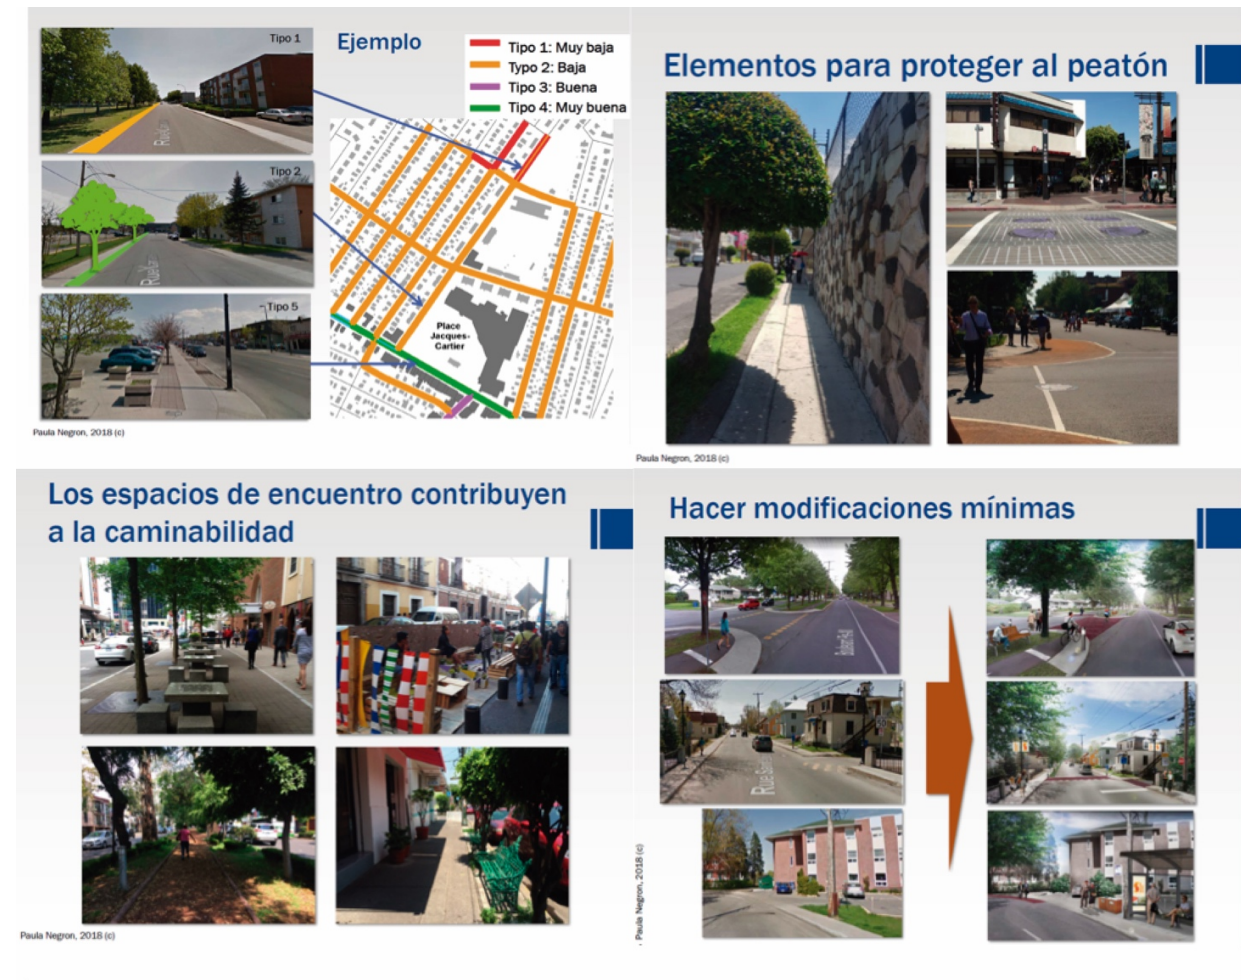 Tipo 1
Ejemplo
Tipo 1: Muy baja
Typo 2: Baja
Tipo 3: Buena
Tipo 4: Muy buena
Tipo 2
Tipo 5
Place
Jacques-
Cartier
Paula Negron, 2018 (c)
Elementos para proteger al peatón
Paula Negron, 2018 (c)
Los espacios de encuentro contribuyen
a la caminabilidad
Paula Negron, 2018 (c)
Hacer modificaciones mínimas
. Paula Negron, 2018 (c)